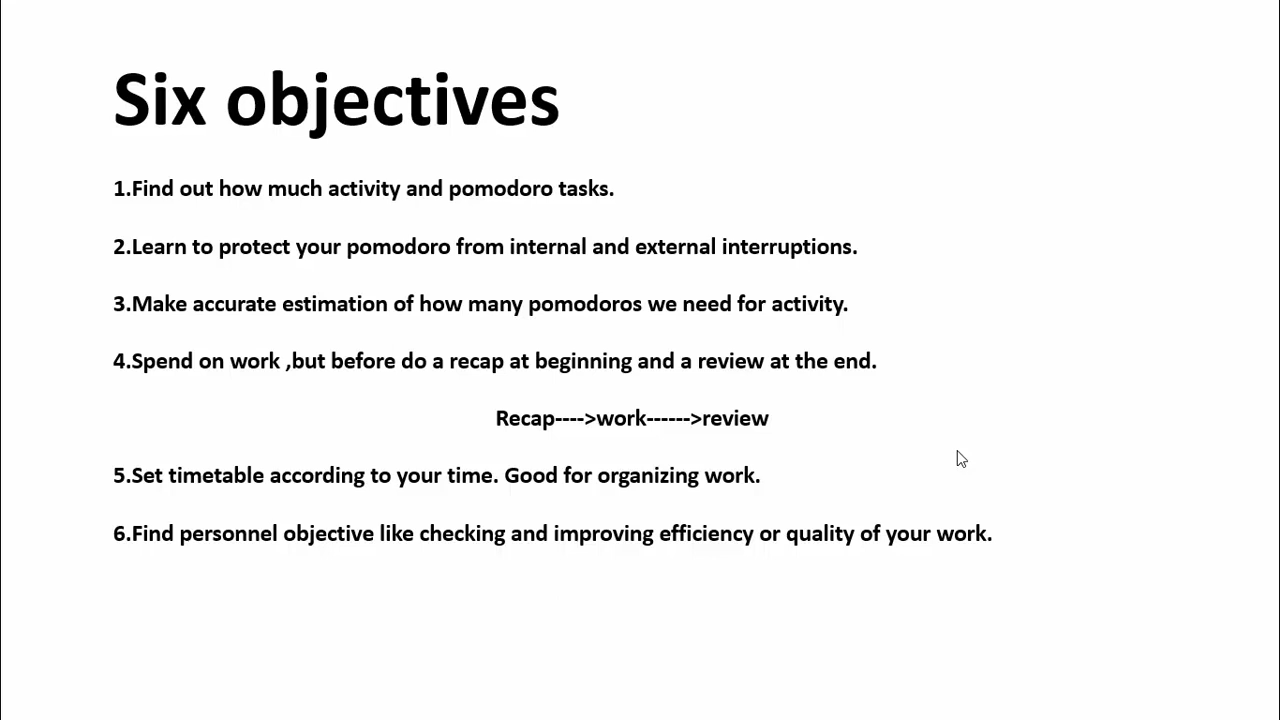 Six objectives
1.Find out how much activity and pomodoro tasks.
2.Learn to protect your pomodoro from internal and external interruptions.
3.Make accurate estimation of how many pomodoros we need for activity.
4.Spend on work ,but before do a recap at beginning and a review at the end.
Recap---->work------>review
5.Set timetable according to your time. Good for organizing work.
6.Find personnel objective like checking and improving efficiency or quality of your work.